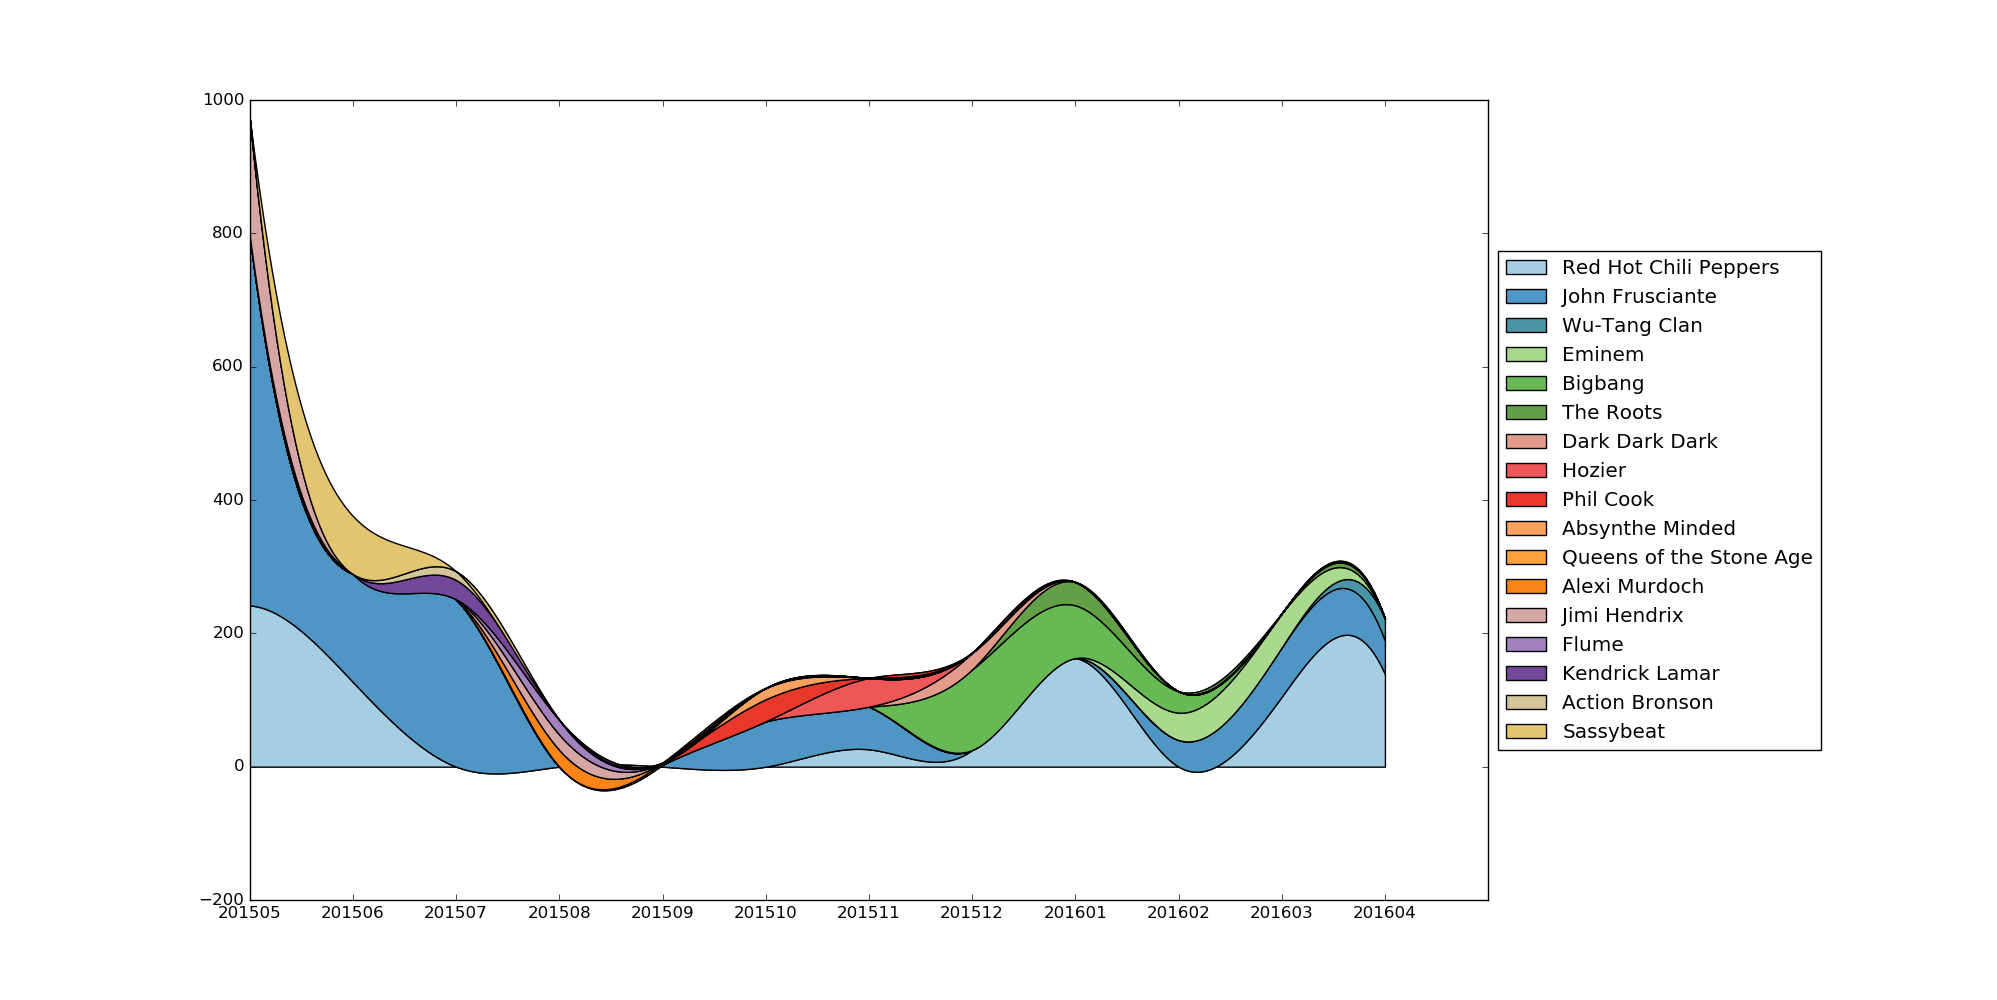 1000
800
600
400
200
0
−200
201505 201506 201507 201508 201509 201510 201511 201512 201601 201602 201603 201604
Red Hot Chili Peppers
John Frusciante
Wu-Tang Clan
Eminem
Bigbang
The Roots
Dark Dark Dark
Hozier
Phil Cook
Absynthe Minded
Queens of the Stone Age
Alexi Murdoch
Jimi Hendrix
Flume
Kendrick Lamar
Action Bronson
Sassybeat